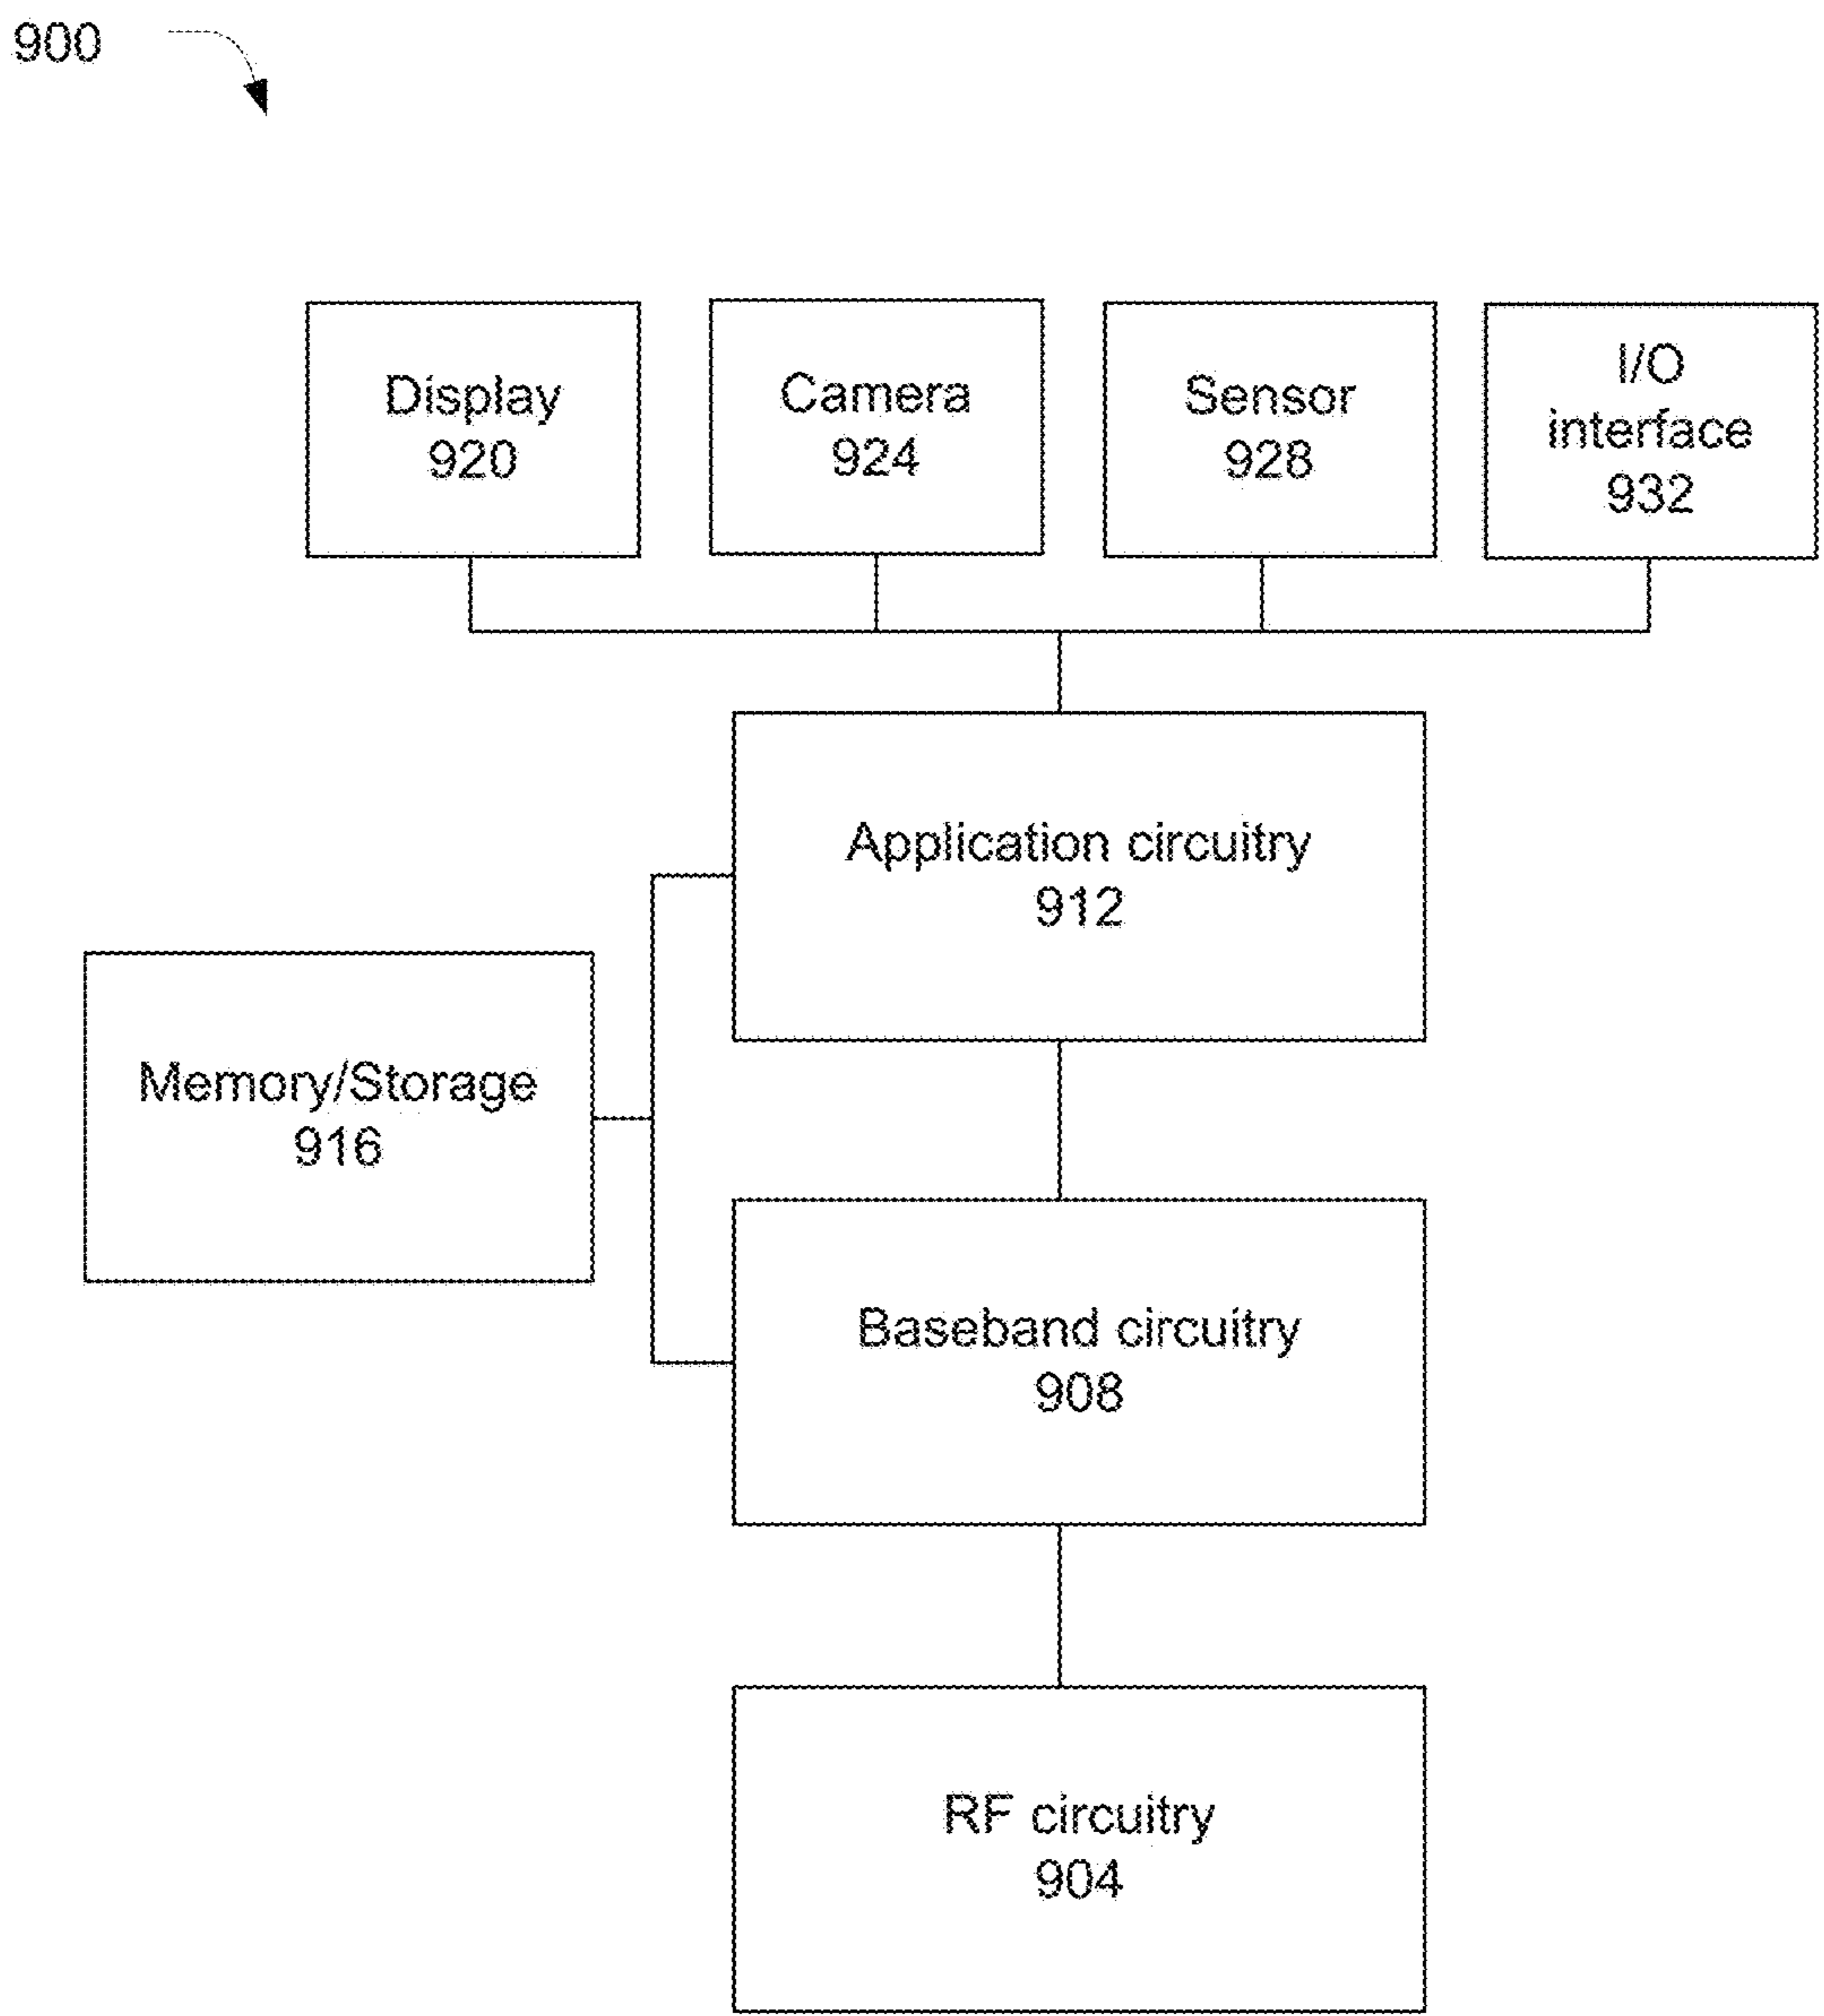 900
Display
920
Camera
924
Sensor
928
I/O
interface
932
Application circuitry
912
Memory/Storage
916
Baseband circuitry
908
RF circuitry
904